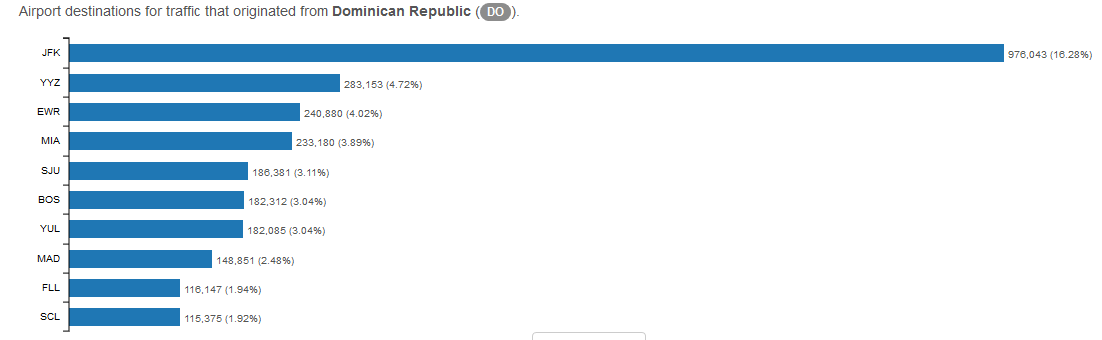 Airport destinations for traffic that originated from Dominican Republic ( DO ).
JFK 976,043 (16.28%)
YYZ 283,153 (4.72%)
EWR 240,880 (4.02%)
MIA 233,180 (3.89%)
SJU 186,381 (3.11%)
BOS 182,312 (3.04%)
YUL 182,085 (3.04%)
MAD 148,851 (2.48%)
FLL 116,147 (1.94%)
SCL 115,375 (1.92%)